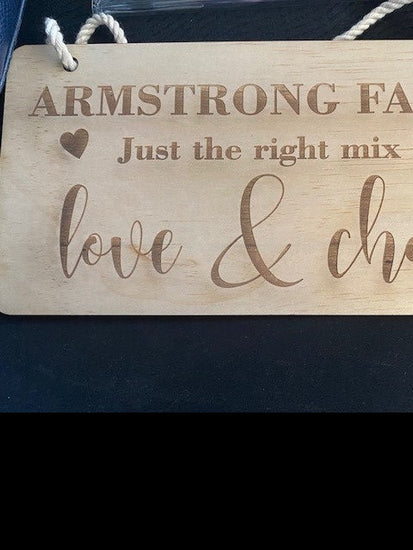 ARMSTRONG FA
Just the right mix
love & ch